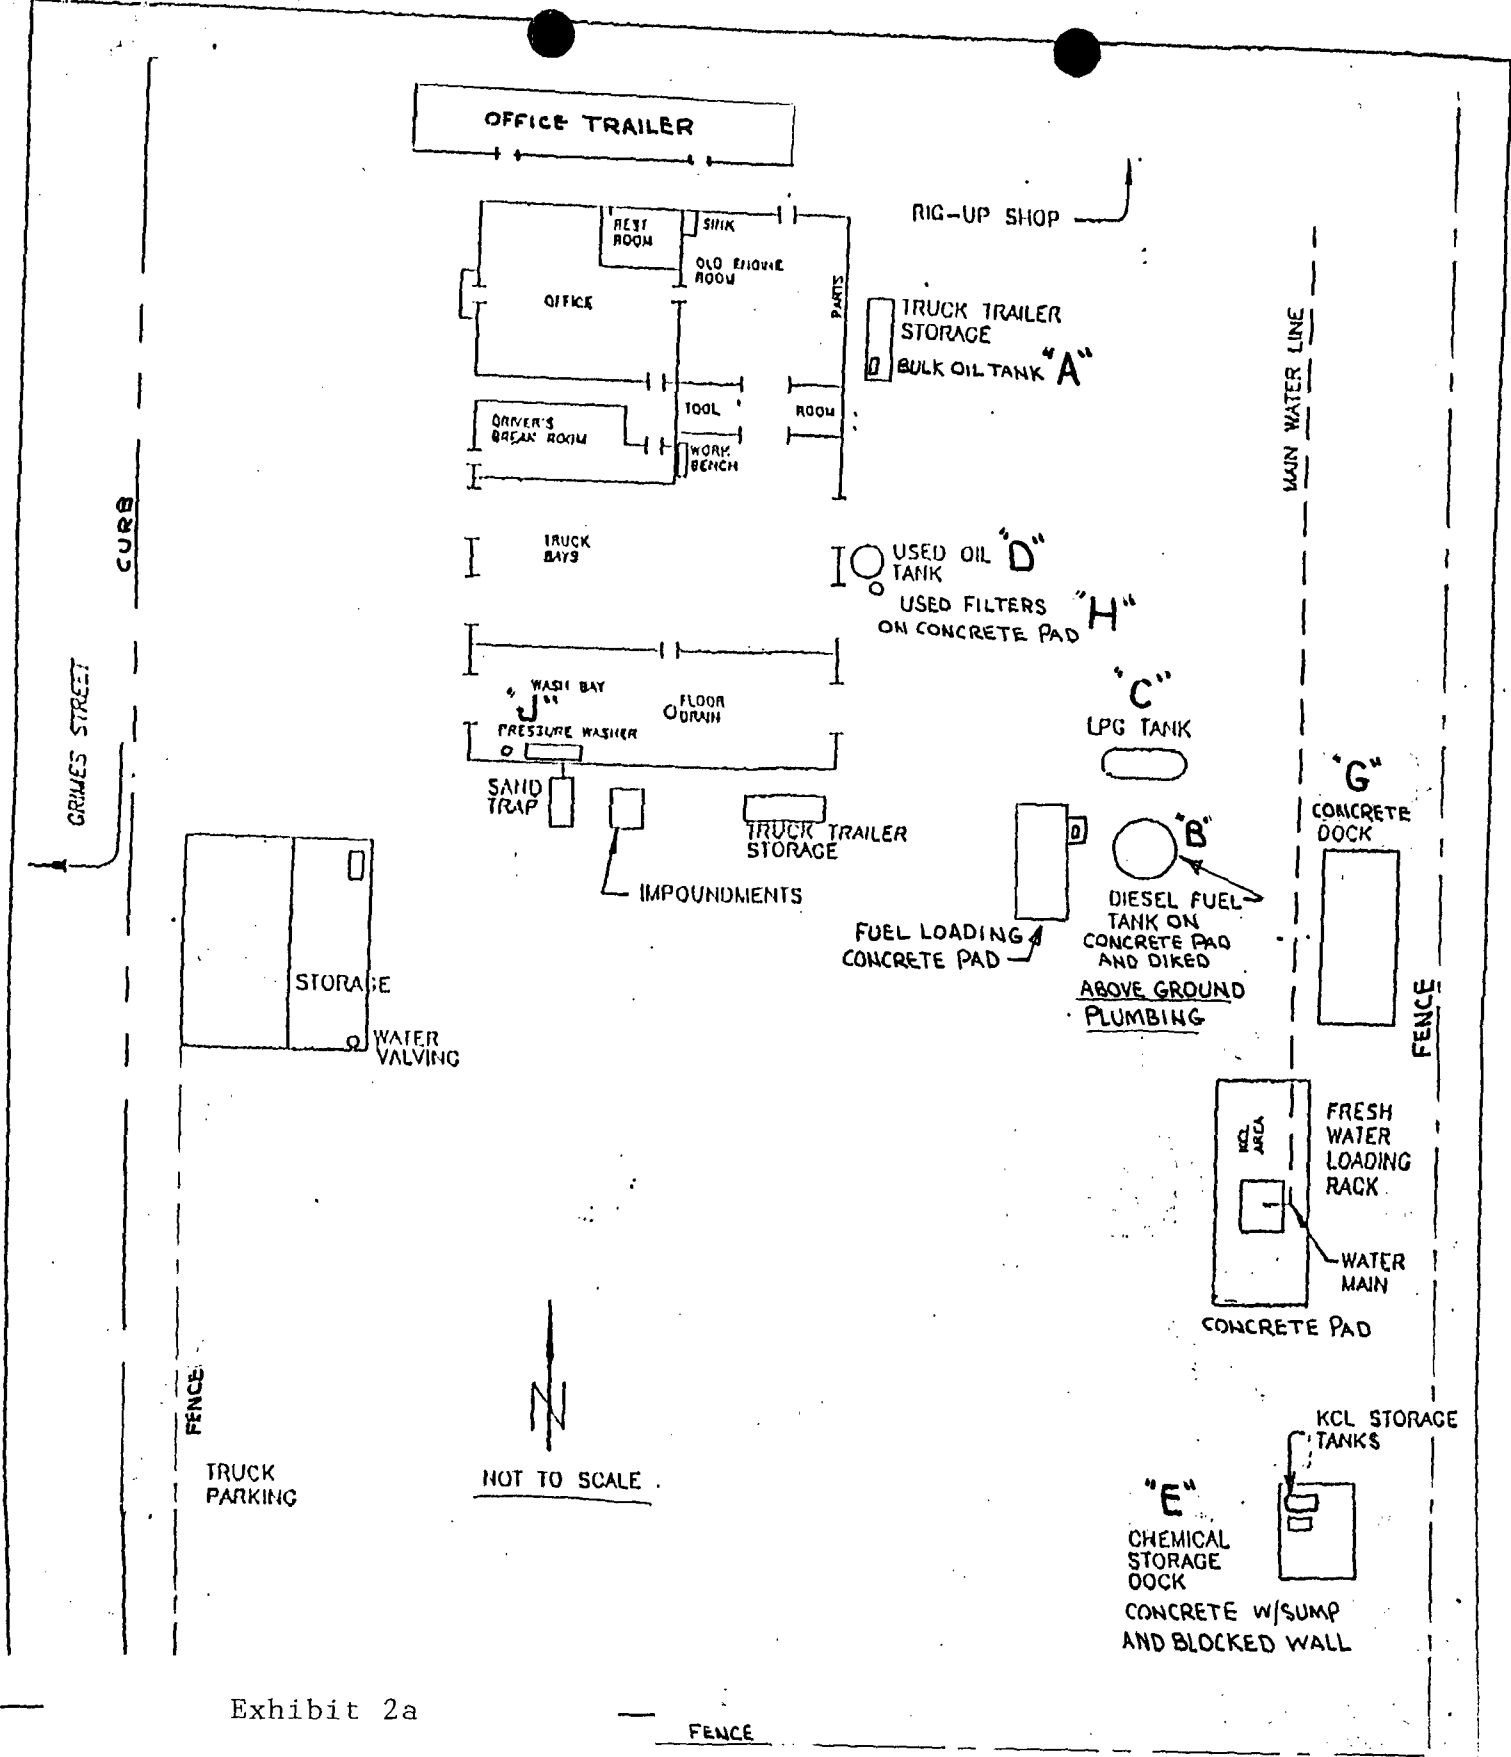 OFFICE TRAILER
RIG-UP SHOP
REST
ROOM
SINK
OLD ENGINE
ROOM
OFFICE
PARTS
TRUCK TRAILER
STORAGE
BULK OIL TANK "A"
MAIN WATER LINE
TOOL
ROOM
DRIVER'S
BREAK ROOM
WORK
BENCH
CURB
TRUCK
BAYS
USED OIL "D"
TANK
USED FILTERS "H"
ON CONCRETE PAD
GRIMES STREET
WASH BAY
"J"
PRESSURE WASHER
FLOOR
DRAIN
"C"
LPG TANK
SAND
TRAP
TRUCK TRAILER
STORAGE
IMPOUNDMENTS
"B"
"G"
CONCRETE
DOCK
DIESEL FUEL
TANK ON
CONCRETE PAD
AND DIKED
ABOVE GROUND
PLUMBING
FUEL LOADING
CONCRETE PAD
STORAGE
WATER
VALVING
FENCE
KCL
AREA
FRESH
WATER
LOADING
RACK
WATER
MAIN
CONCRETE PAD
FENCE
TRUCK
PARKING
N
NOT TO SCALE
KCL STORAGE
TANKS
"E"
CHEMICAL
STORAGE
DOCK
CONCRETE W/SUMP
AND BLOCKED WALL
Exhibit 2a
FENCE